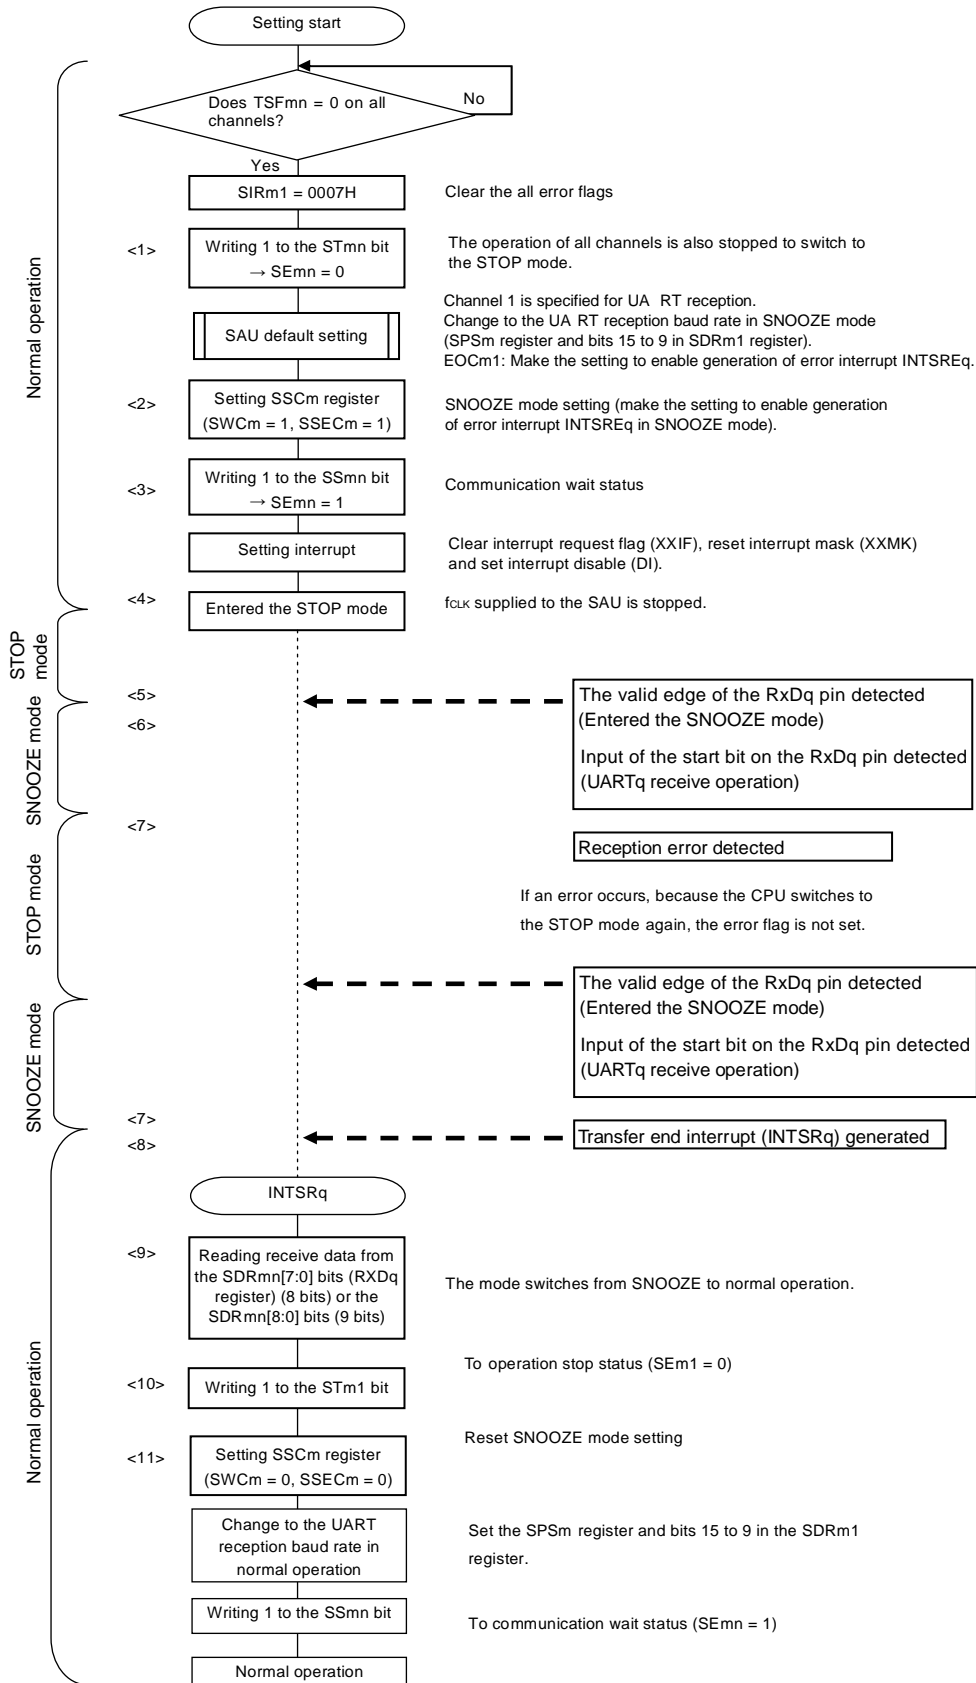 Setting start
Does TSFmn = 0 on all
channels?
No
Yes
SIRm1 = 0007H
Clear the all error flags
<1>
Writing 1 to the STmn bit
→ SEmn = 0
The operation of all channels is also stopped to switch to
the STOP mode.
SAU default setting
Channel 1 is specified for UA RT reception.
Change to the UA RT reception baud rate in SNOOZE mode
(SPSm register and bits 15 to 9 in SDRm1 register).
EOCm1: Make the setting to enable generation of error interrupt INTSREq.
<2>
Setting SSCm register
(SWCm = 1, SSECm = 1)
SNOOZE mode setting (make the setting to enable generation
of error interrupt INTSREq in SNOOZE mode).
<3>
Writing 1 to the SSmn bit
→ SEmn = 1
Communication wait status
Setting interrupt
Clear interrupt request flag (XXIF), reset interrupt mask (XXMK)
and set interrupt disable (DI).
<4>
Entered the STOP mode
fCLK supplied to the SAU is stopped.
Normal operation
STOP
mode
<5>
<6>
The valid edge of the RxDq pin detected
(Entered the SNOOZE mode)
Input of the start bit on the RxDq pin detected
(UARTq receive operation)
SNOOZE mode
<7>
Reception error detected
If an error occurs, because the CPU switches to
the STOP mode again, the error flag is not set.
STOP mode
The valid edge of the RxDq pin detected
(Entered the SNOOZE mode)
Input of the start bit on the RxDq pin detected
(UARTq receive operation)
SNOOZE mode
<7>
<8>
Transfer end interrupt (INTSRq) generated
INTSRq
<9>
Reading receive data from
the SDRmn[7:0] bits (RXDq
register) (8 bits) or the
SDRmn[8:0] bits (9 bits)
The mode switches from SNOOZE to normal operation.
<10>
Writing 1 to the STm1 bit
To operation stop status (SEm1 = 0)
<11>
Setting SSCm register
(SWCm = 0, SSECm = 0)
Reset SNOOZE mode setting
Change to the UART
reception baud rate in
normal operation
Set the SPSm register and bits 15 to 9 in the SDRm1
register.
Writing 1 to the SSmn bit
To communication wait status (SEmn = 1)
Normal operation
Normal operation